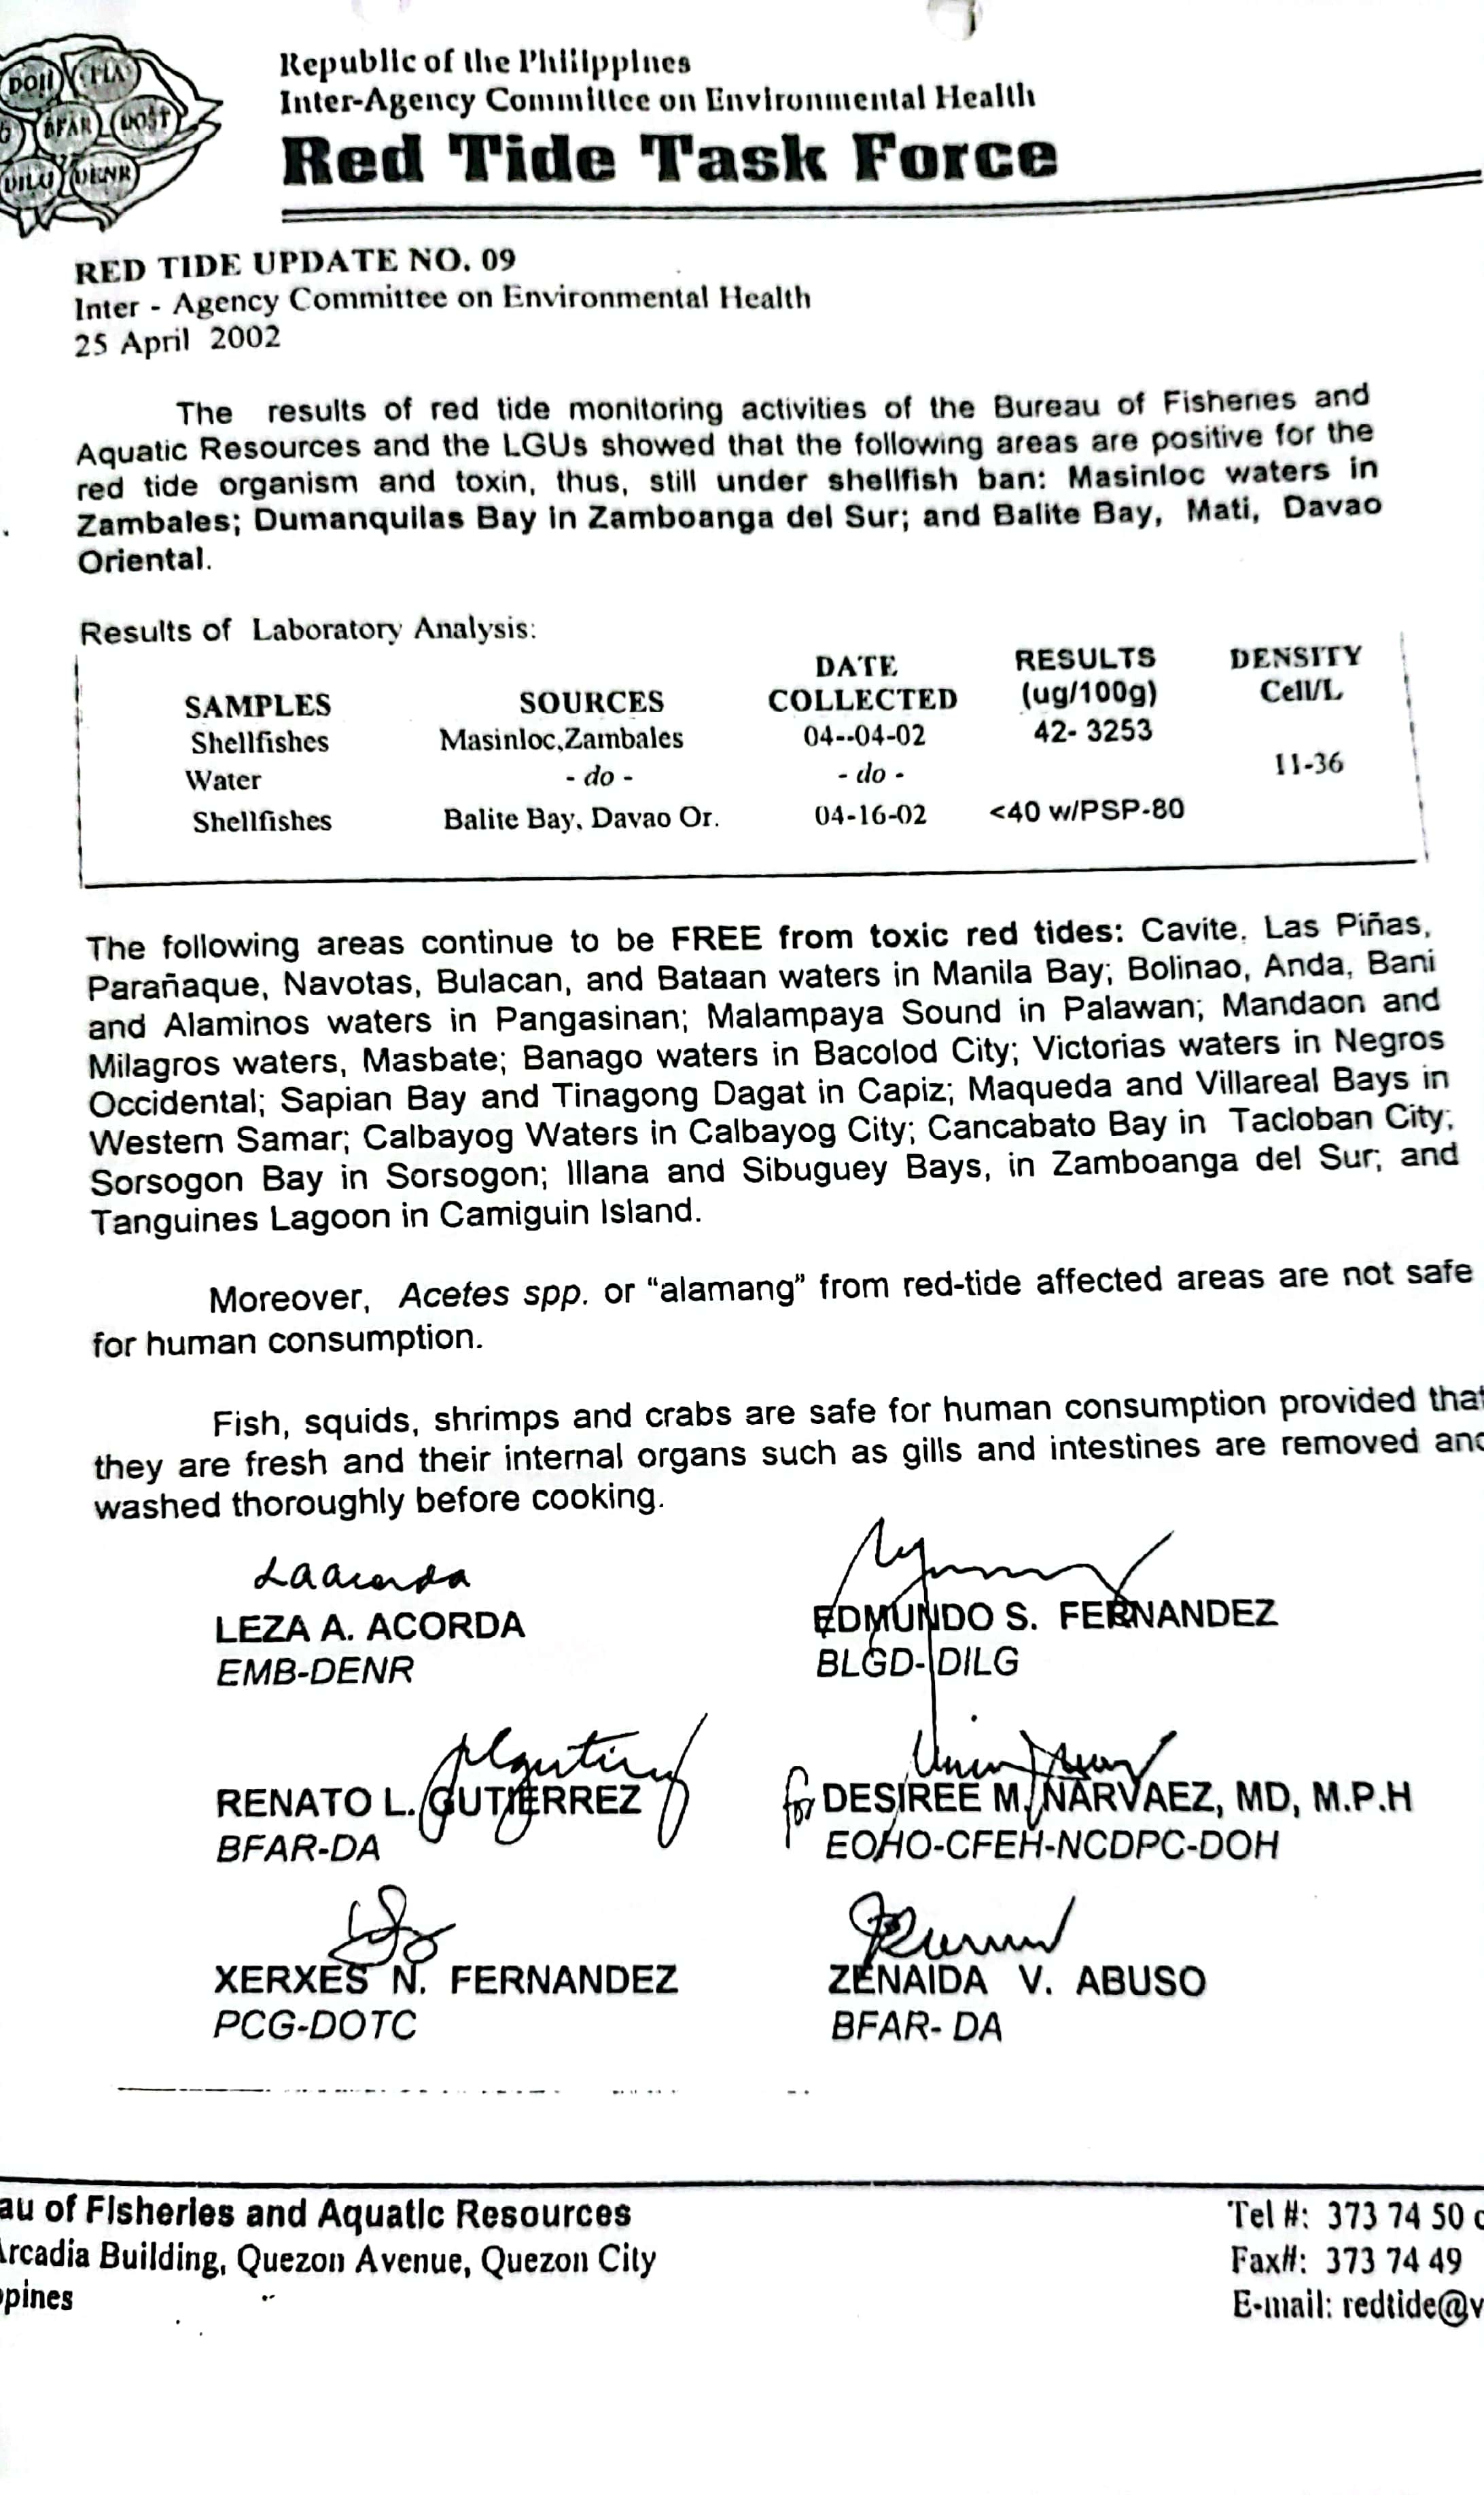 DOH PIA
BFAR DOST
DILG DENR
Republic of the Philippines
Inter-Agency Committee on Environmental Health
Red Tide Task Force
RED TIDE UPDATE NO. 09
Inter - Agency Committee on Environmental Health
25 April 2002
The results of red tide monitoring activities of the Bureau of Fisheries and
Aquatic Resources and the LGUs showed that the following areas are positive for the
red tide organism and toxin, thus, still under shellfish ban: Masinloc waters in
Zambales; Dumanquilas Bay in Zamboanga del Sur; and Balite Bay, Mati, Davao
Oriental.
Results of Laboratory Analysis:
SAMPLES SOURCES DATE COLLECTED RESULTS (ug/100g) DENSITY Cell/L
Shellfishes Masinloc,Zambales 04--04-02 42- 3253
Water - do - - do - 11-36
Shellfishes Balite Bay, Davao Or. 04-16-02 <40 w/PSP-80
The following areas continue to be FREE from toxic red tides: Cavite, Las Piñas,
Parañaque, Navotas, Bulacan, and Bataan waters in Manila Bay; Bolinao, Anda, Bani
and Alaminos waters in Pangasinan; Malampaya Sound in Palawan; Mandaon and
Milagros waters, Masbate; Banago waters in Bacolod City; Victorias waters in Negros
Occidental; Sapian Bay and Tinagong Dagat in Capiz; Maqueda and Villareal Bays in
Western Samar; Calbayog Waters in Calbayog City; Cancabato Bay in Tacloban City;
Sorsogon Bay in Sorsogon; Illana and Sibuguey Bays, in Zamboanga del Sur; and
Tanguines Lagoon in Camiguin Island.
Moreover, Acetes spp. or “alamang” from red-tide affected areas are not safe
for human consumption.
Fish, squids, shrimps and crabs are safe for human consumption provided that
they are fresh and their internal organs such as gills and intestines are removed and
washed thoroughly before cooking.
LEZA A. ACORDA
EMB-DENR
EDMUNDO S. FERNANDEZ
BLGD- DILG
RENATO L. GUTIERREZ
BFAR-DA
for DESIREE M. NARVAEZ, MD, M.P.H
EOHO-CFEH-NCDPC-DOH
XERXES N. FERNANDEZ
PCG-DOTC
ZENAIDA V. ABUSO
BFAR- DA
au of Fisheries and Aquatic Resources
Arcadia Building, Quezon Avenue, Quezon City
pines
Tel #: 373 74 50
Fax#: 373 74 49
E-mail: redtide@v